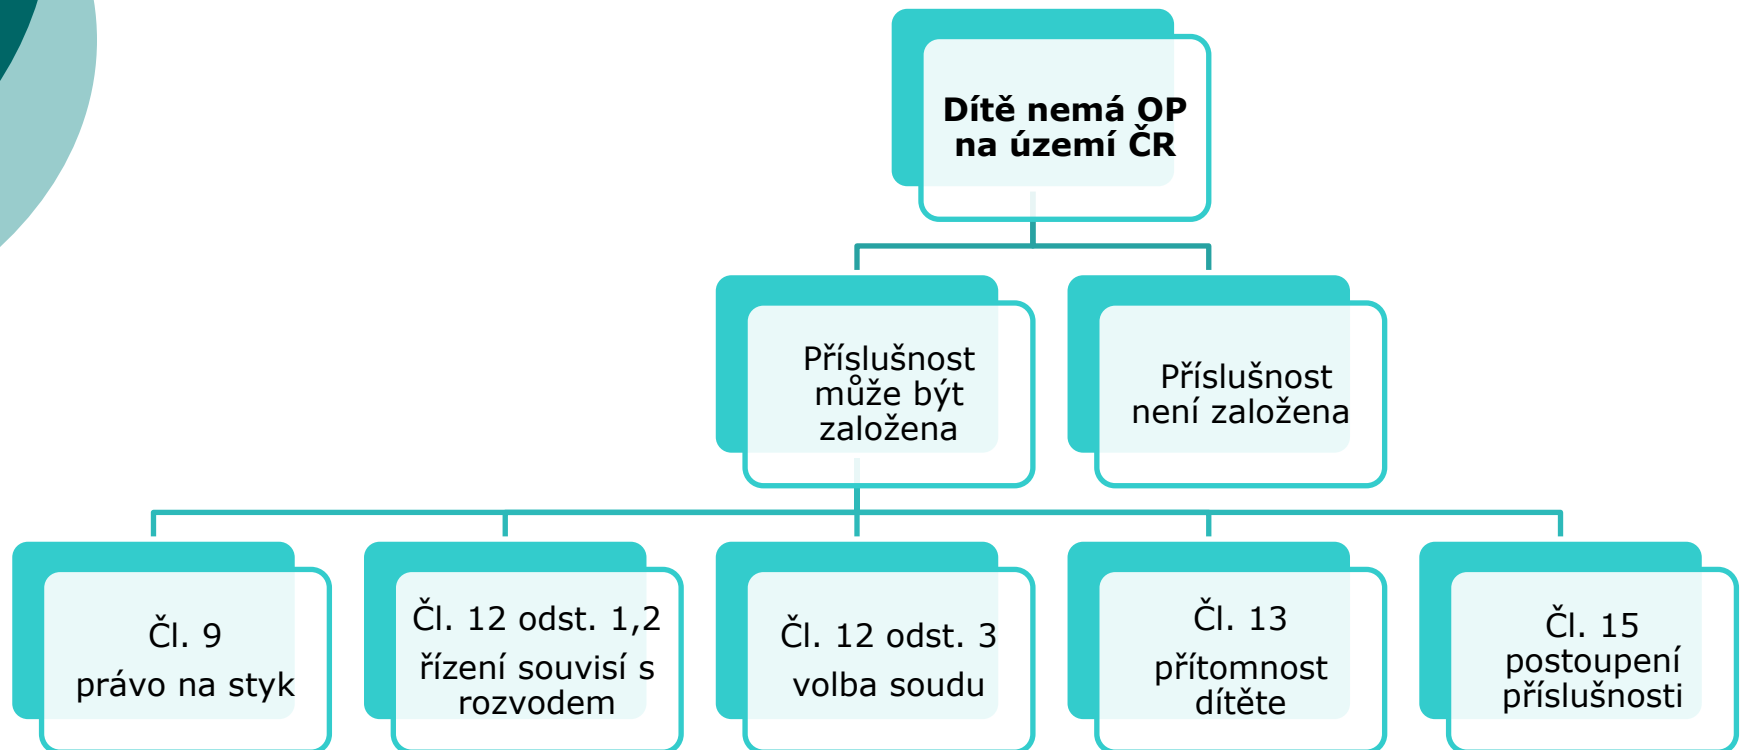 Dítě nemá OP
na území ČR
Příslušnost
může být
založena
Příslušnost
není založena
Čl. 9
právo na styk
Čl. 12 odst. 1,2
řízení souvisí s
rozvodem
Čl. 12 odst. 3
volba soudu
Čl. 13
přítomnost
dítěte
Čl. 15
postoupení
příslušnosti